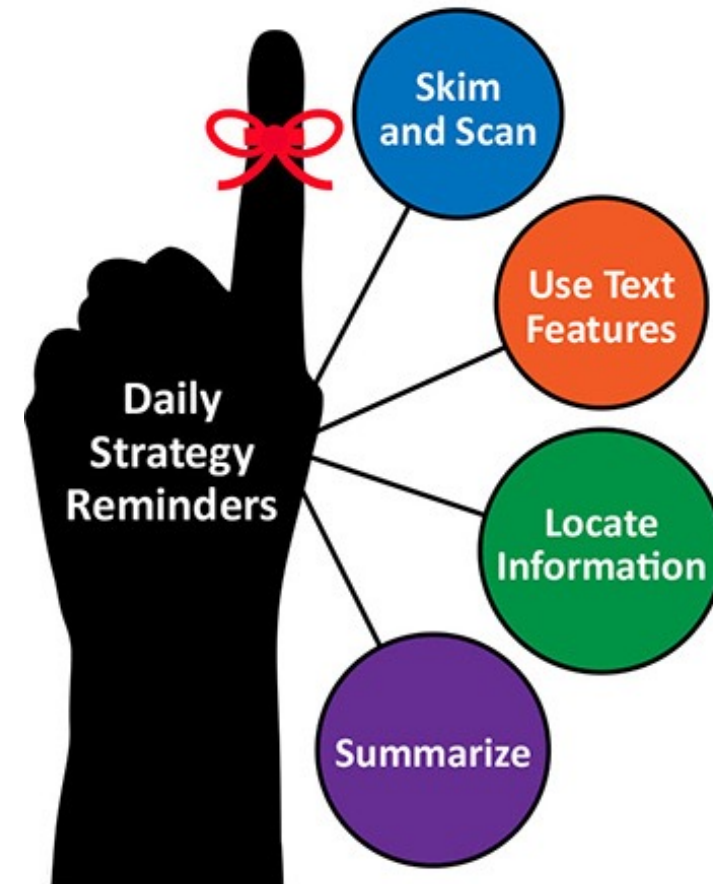 Daily
Strategy
Reminders
Skim
and Scan
Use Text
Features
Locate
Information
Summarize